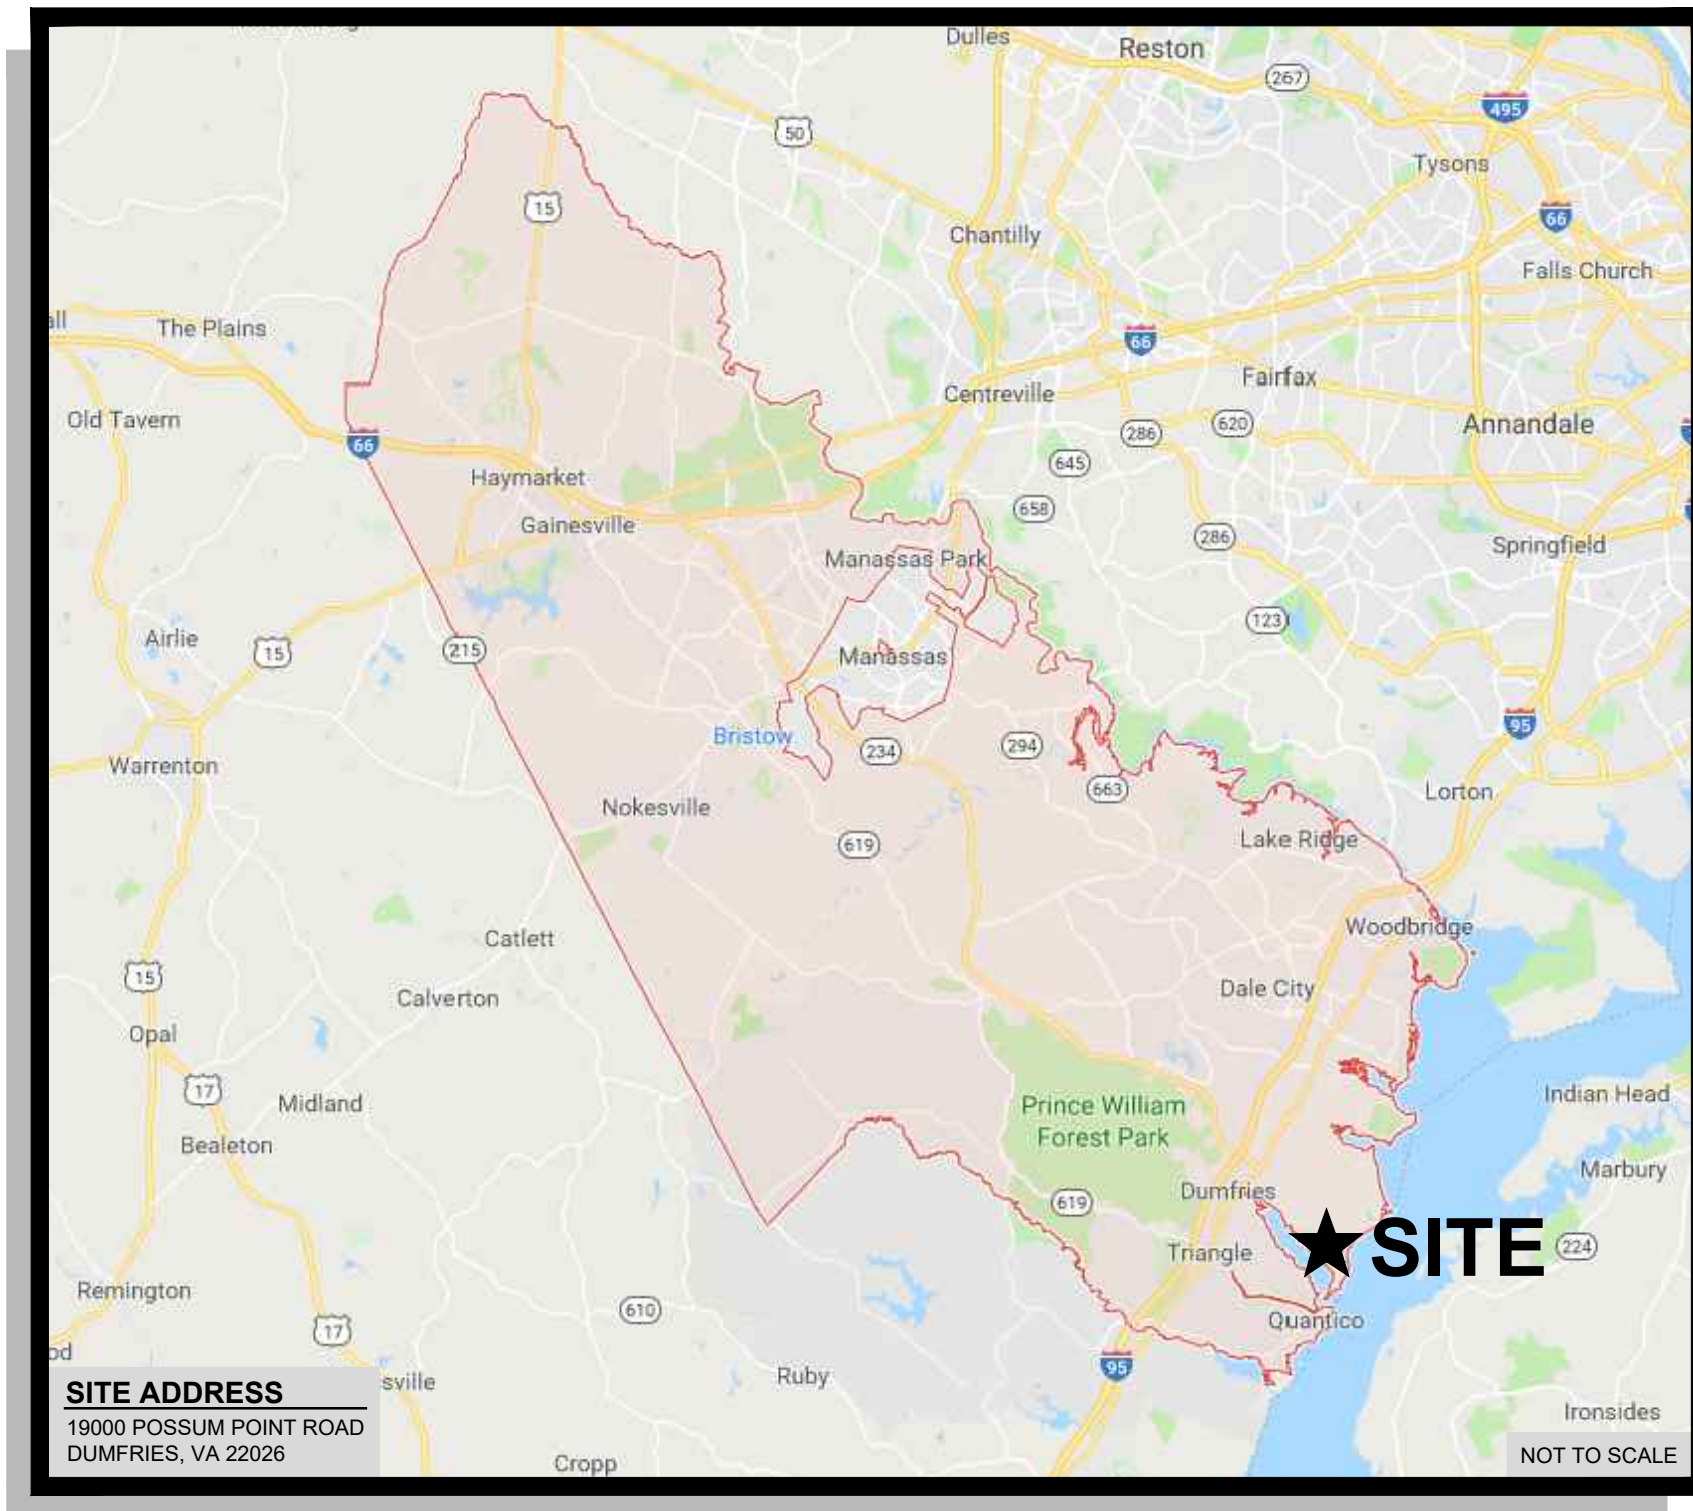 Dulles
Reston
267
495
50
Tysons
15
66
Chantilly
Falls Church
The Plains
66
Fairfax
Centreville
Old Tavern
286
620
Annandale
66
645
Haymarket
658
Gainesville
286
Springfield
Manassas Park
123
Airlie
15
215
Manassas
95
Bristow
234
294
Warrenton
663
Lorton
Nokesville
619
Lake Ridge
Woodbridge
Catlett
15
Dale City
Calverton
Opal
17
Indian Head
Midland
Prince William
Forest Park
Bealeton
Marbury
Dumfries
619
SITE
Triangle
224
Remington
610
Quantico
17
95
Ruby
sville
SITE ADDRESS
19000 POSSUM POINT ROAD
DUMFRIES, VA 22026
Ironsides
NOT TO SCALE
Cropp